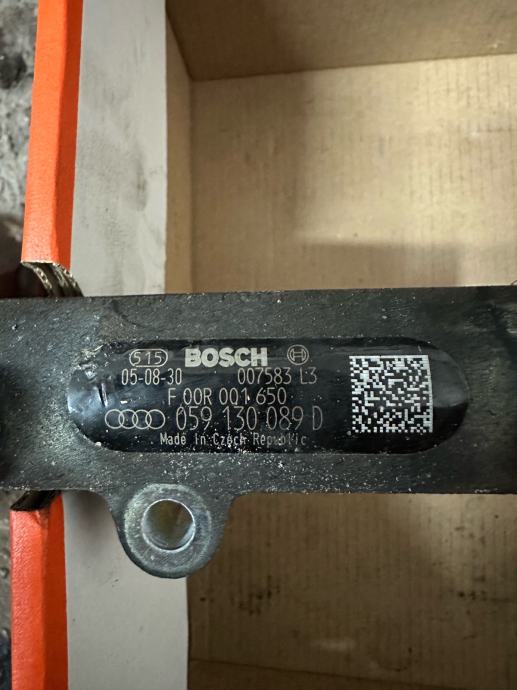 515 BOSCH
05-08-30 007583 L3
F 00R 001 650
059 130 089 D
Made in Czech Republic